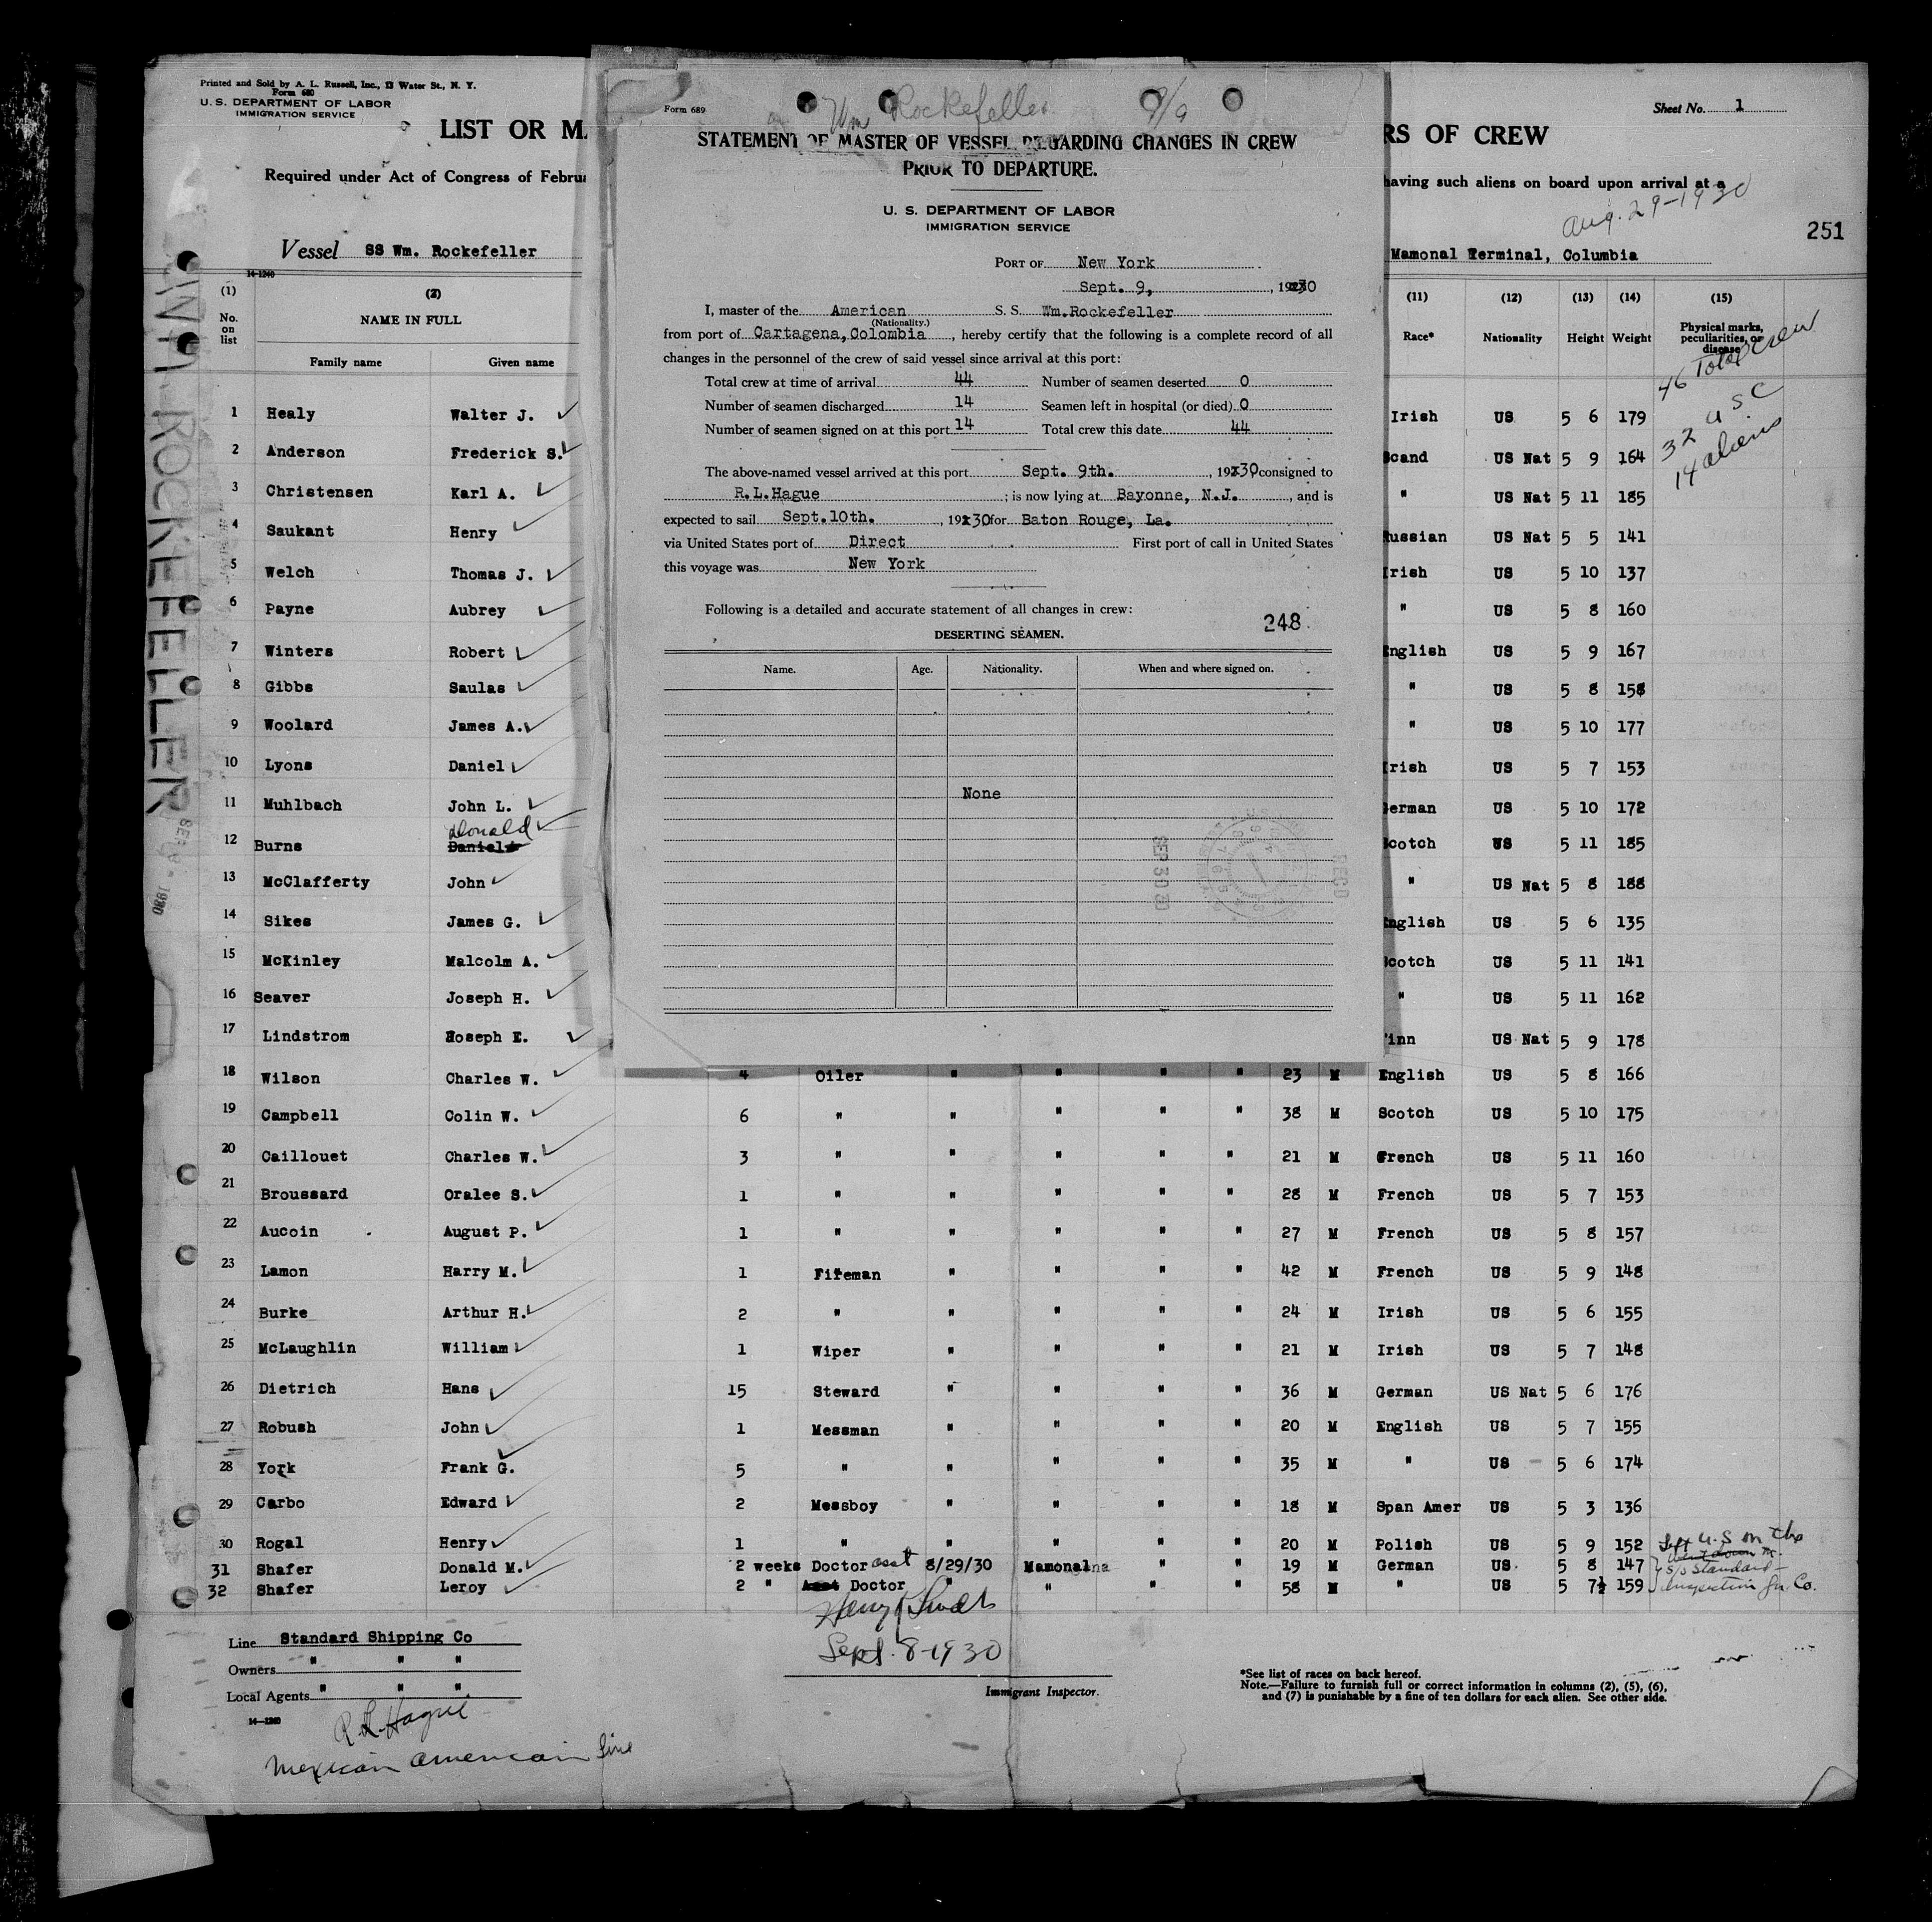 Printed and Sold by A. L. Russell, Inc., 13 Water St., N. Y.
Form 680
U. S. DEPARTMENT OF LABOR
IMMIGRATION SERVICE
LIST OR MA
RS OF CREW
Sheet No. 1
Required under Act of Congress of Februa
having such aliens on board upon arrival at a
Aug. 29-1930
251
Vessel SS Wm. Rockefeller
Mamonal Terminal, Columbia
14-1240
WM ROCKEFELLER
Form 689
Wm Rockefeller 9/9
STATEMENT OF MASTER OF VESSEL REGARDING CHANGES IN CREW
PRIOR TO DEPARTURE.
U. S. DEPARTMENT OF LABOR
IMMIGRATION SERVICE
PORT OF New York
Sept. 9, , 1930
I, master of the American S. S. Wm.Rockefeller
(Nationality.)
from port of Cartagena,Colombia , hereby certify that the following is a complete record of all
changes in the personnel of the crew of said vessel since arrival at this port:
Total crew at time of arrival 44 Number of seamen deserted 0
Number of seamen discharged 14 Seamen left in hospital (or died) 0
Number of seamen signed on at this port 14 Total crew this date 44
The above-named vessel arrived at this port Sept. 9th. , 1930 consigned to
R.L.Hague ; is now lying at Bayonne, N.J. , and is
expected to sail Sept.10th. , 1930 for Baton Rouge, La.
via United States port of Direct First port of call in United States
this voyage was New York
Following is a detailed and accurate statement of all changes in crew:
248
DESERTING SEAMEN.
Name. Age. Nationality. When and where signed on.
None
SEP 30 30
REC'D
(1) (2) (11) (12) (13) (14) (15)
No. on list NAME IN FULL Race* Nationality Height Weight Physical marks, peculiarities, or disease
Family name Given name
46 Total crew
32 U S C
14 aliens
1 Healy Walter J. Irish US 5 6 179
2 Anderson Frederick S. Scand US Nat 5 9 164
3 Christensen Karl A. " US Nat 5 11 185
4 Saukant Henry Russian US Nat 5 5 141
5 Welch Thomas J. Irish US 5 10 137
6 Payne Aubrey " US 5 8 160
7 Winters Robert English US 5 9 167
8 Gibbs Saulas " US 5 8 158
9 Woolard James A. " US 5 10 177
10 Lyons Daniel Irish US 5 7 153
11 Muhlbach John L. German US 5 10 172
12 Burns Donald Daniel Scotch US 5 11 185
13 McClafferty John " US Nat 5 8 188
14 Sikes James G. English US 5 6 135
15 McKinley Malcolm A. Scotch US 5 11 141
16 Seaver Joseph H. " US 5 11 162
17 Lindstrom Hoseph E. Finn US Nat 5 9 178
18 Wilson Charles W. 4 Oiler " " " " 23 M English US 5 8 166
19 Campbell Colin W. 6 " " " " " 38 M Scotch US 5 10 175
20 Caillouet Charles W. 3 " " " " " 21 M French US 5 11 160
21 Broussard Oralee S. 1 " " " " " 28 M French US 5 7 153
22 Aucoin August P. 1 " " " " " 27 M French US 5 8 157
23 Lamon Harry M. 1 Fireman " " " " 42 M French US 5 9 148
24 Burke Arthur H. 2 " " " " " 24 M Irish US 5 6 155
25 McLaughlin William 1 Wiper " " " " 21 M Irish US 5 7 148
26 Dietrich Hans 15 Steward " " " " 36 M German US Nat 5 6 176
27 Robush John 1 Messman " " " " 20 M English US 5 7 155
28 York Frank G. 5 " " " " " 35 M " US 5 6 174
29 Carbo Edward 2 Messboy " " " " 18 M Span Amer US 5 3 136
30 Rogal Henry 1 " " " " " 20 M Polish US 5 9 152
31 Shafer Donald M. 2 weeks Doctor asst 8/29/30 Mamonal " " 19 M German US 5 8 147
32 Shafer Leroy 2 " Asst Doctor " " " " 58 M " US 5 7½ 159
Left U.S on the
S/S Standard
Co.
Sept. 8-1930
Immigrant Inspector.
Line Standard Shipping Co
Owners " " "
Local Agents " " "
14-1240
R.L. Hague
Mexican American Line
*See list of races on back hereof.
Note.—Failure to furnish full or correct information in columns (2), (5), (6),
and (7) is punishable by a fine of ten dollars for each alien. See other side.